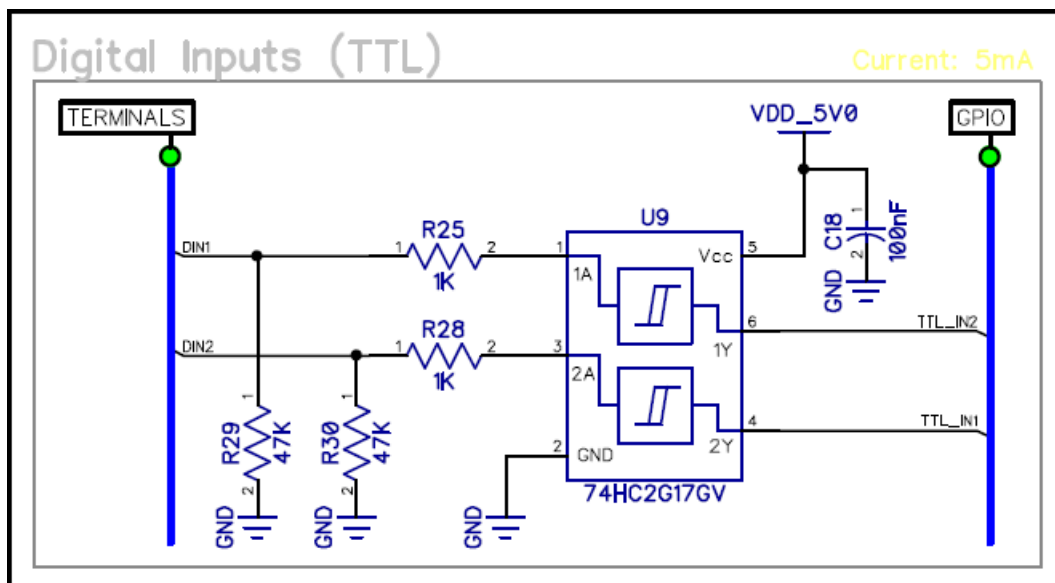 Digital Inputs (TTL)
Current: 5mA
TERMINALS
VDD_5V0
GPIO
U9
R25
DIN1
1
2
1K
1
1A
Vcc
5
1
C18
100nF
2
GND
R28
DIN2
1
2
1K
3
2A
6
1Y
TTL_IN2
1
R29
47K
2
GND
1
R30
47K
2
GND
2
GND
GND
4
2Y
TTL_IN1
74HC2G17GV